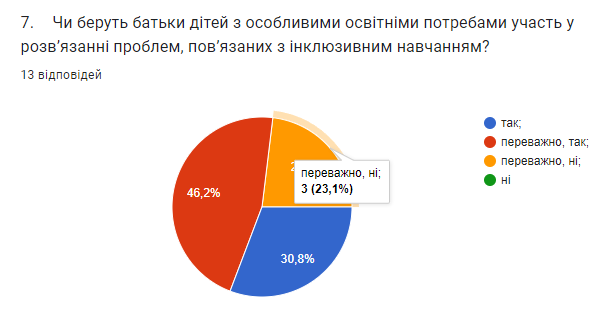 7. Чи беруть батьки дітей з особливими освітніми потребами участь у
розв’язанні проблем, пов’язаних з інклюзивним навчанням?
13 відповідей
так;
переважно, так;
переважно, ні;
ні
46,2%
переважно, ні;
3 (23,1%)
30,8%